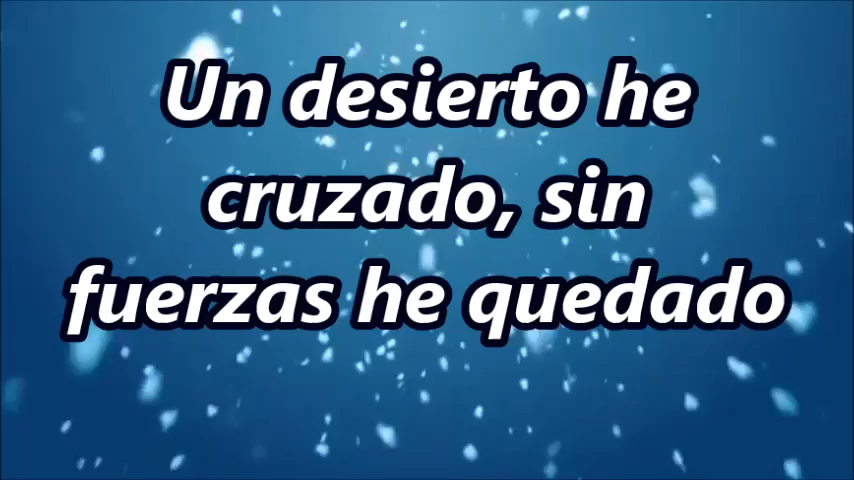 Un desierto he
cruzado, sin
fuerzas he quedado